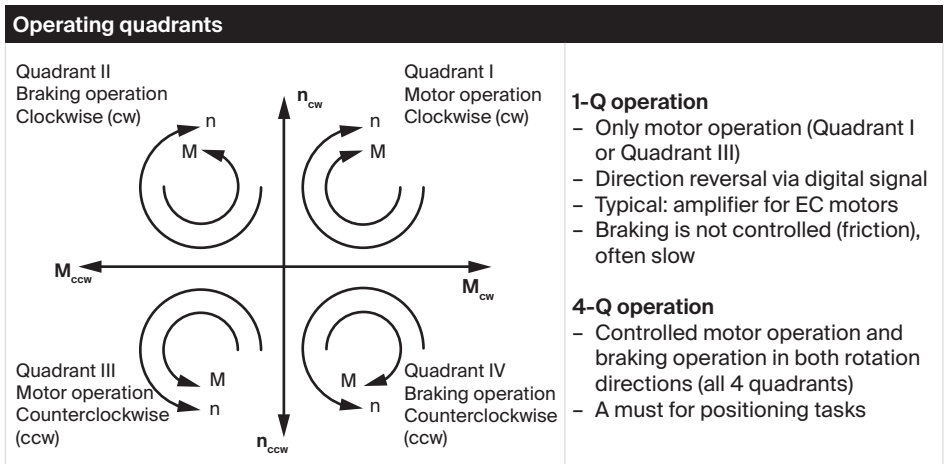 Operating quadrants
Quadrant II
Braking operation
Clockwise (cw)
n
M
n cw
Quadrant I
Motor operation
Clockwise (cw)
n
M
M ccw
M cw
Quadrant III
Motor operation
Counterclockwise
(ccw)
M
n
n ccw
Quadrant IV
Braking operation
Counterclockwise
(ccw)
M
n
1-Q operation
– Only motor operation (Quadrant I
or Quadrant III)
– Direction reversal via digital signal
– Typical: amplifier for EC motors
– Braking is not controlled (friction),
often slow
4-Q operation
– Controlled motor operation and
braking operation in both rotation
directions (all 4 quadrants)
– A must for positioning tasks